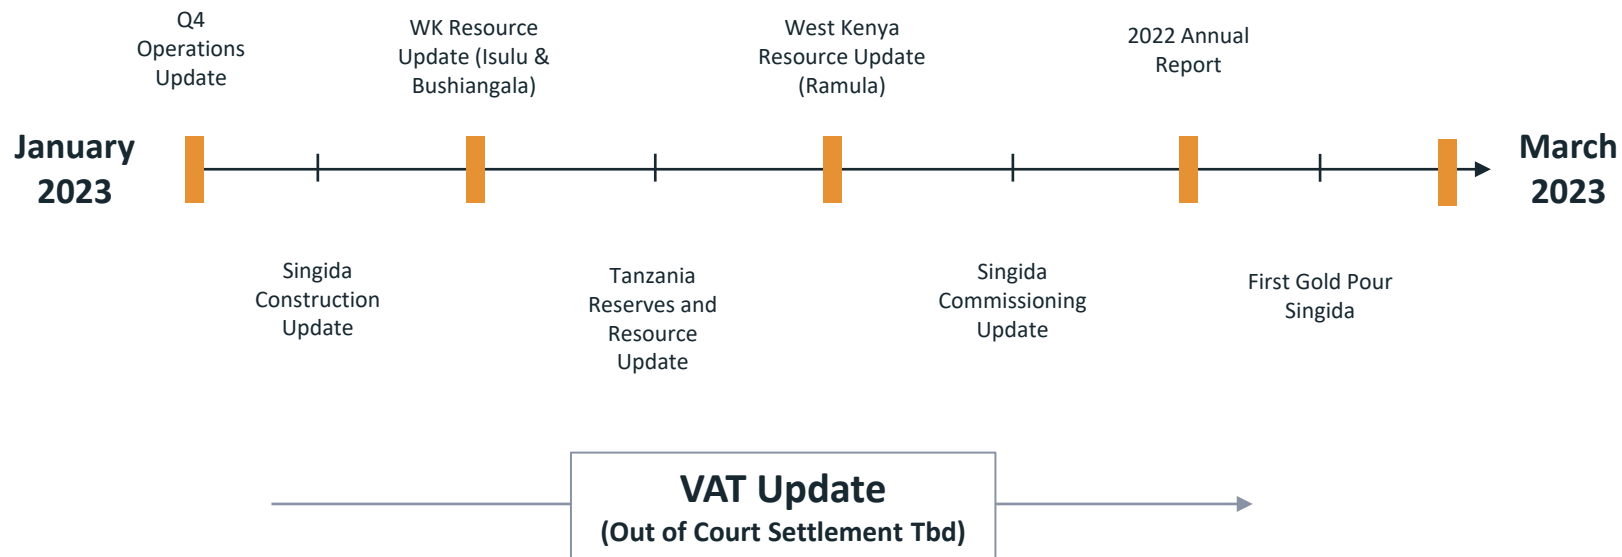 Q4
Operations
Update
WK Resource
Update (Isulu &
Bushiangala)
West Kenya
Resource Update
(Ramula)
2022 Annual
Report
January
2023
March
2023
Singida
Construction
Update
Tanzania
Reserves and
Resource
Update
Singida
Commissioning
Update
First Gold Pour
Singida
VAT Update
(Out of Court Settlement Tbd)